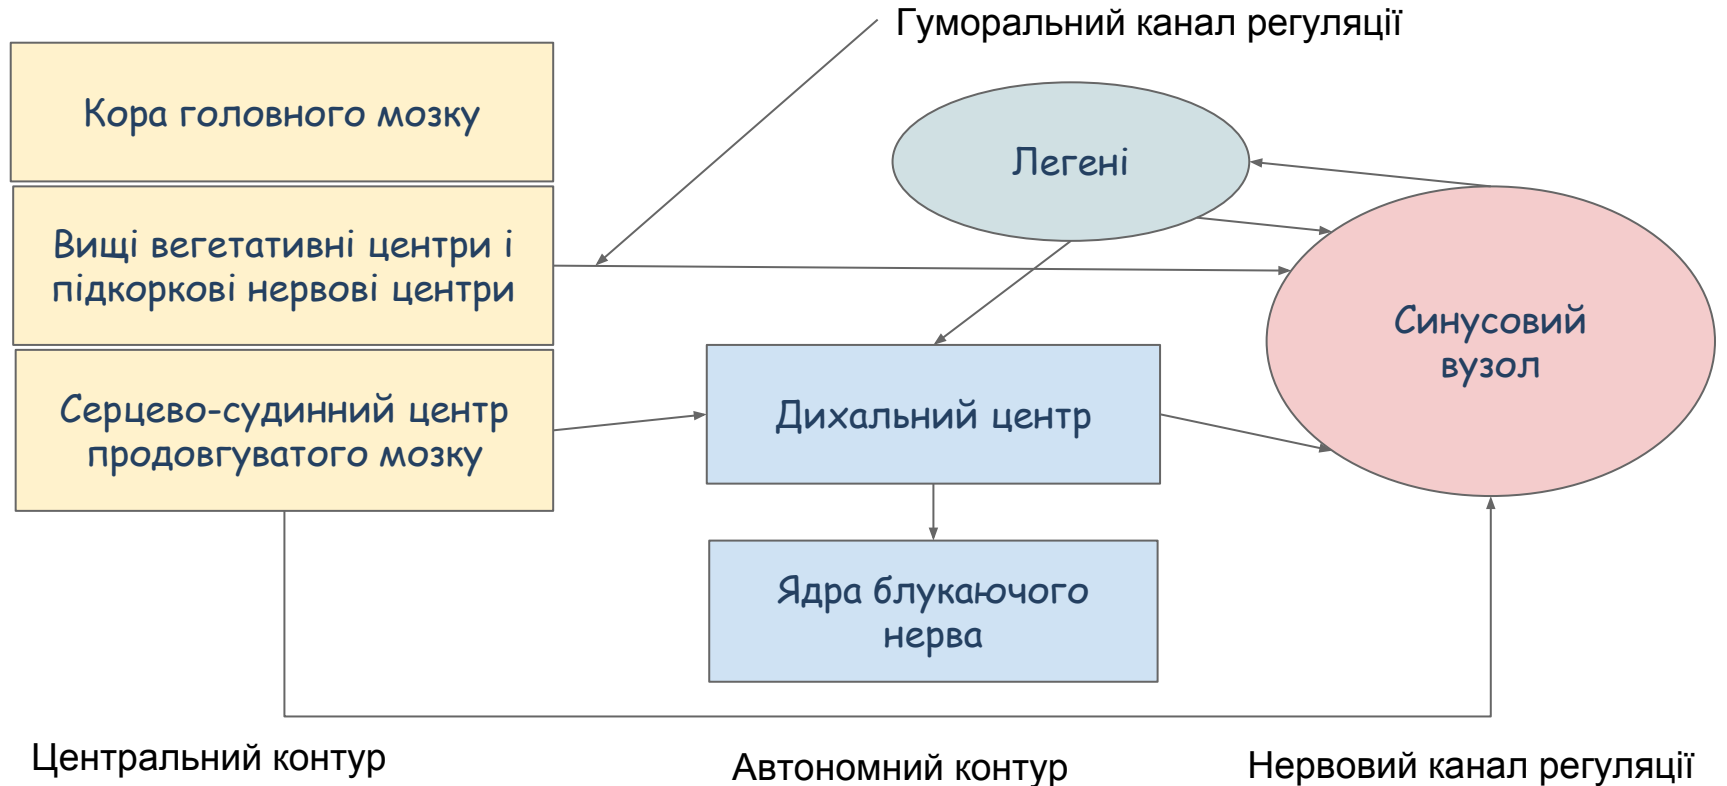 Гуморальний канал регуляції
Кора головного мозку
Легені
Вищі вегетативні центри і
підкоркові нервові центри
Синусовий
вузол
Серцево-судинний центр
продовгуватого мозку
Дихальний центр
Ядра блукаючого
нерва
Центральний контур
Автономний контур
Нервовий канал регуляції